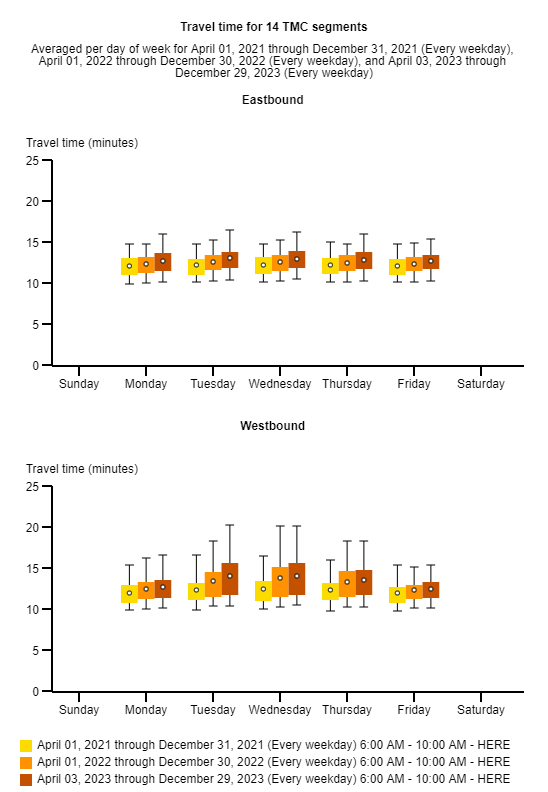 Travel time for 14 TMC segments
Averaged per day of week for April 01, 2021 through December 31, 2021 (Every weekday),
April 01, 2022 through December 30, 2022 (Every weekday), and April 03, 2023 through
December 29, 2023 (Every weekday)
Eastbound
Travel time (minutes)
25
20
15
10
5
0
Sunday Monday Tuesday Wednesday Thursday Friday Saturday
Westbound
Travel time (minutes)
25
20
15
10
5
0
Sunday Monday Tuesday Wednesday Thursday Friday Saturday
April 01, 2021 through December 31, 2021 (Every weekday) 6:00 AM - 10:00 AM - HERE
April 01, 2022 through December 30, 2022 (Every weekday) 6:00 AM - 10:00 AM - HERE
April 03, 2023 through December 29, 2023 (Every weekday) 6:00 AM - 10:00 AM - HERE